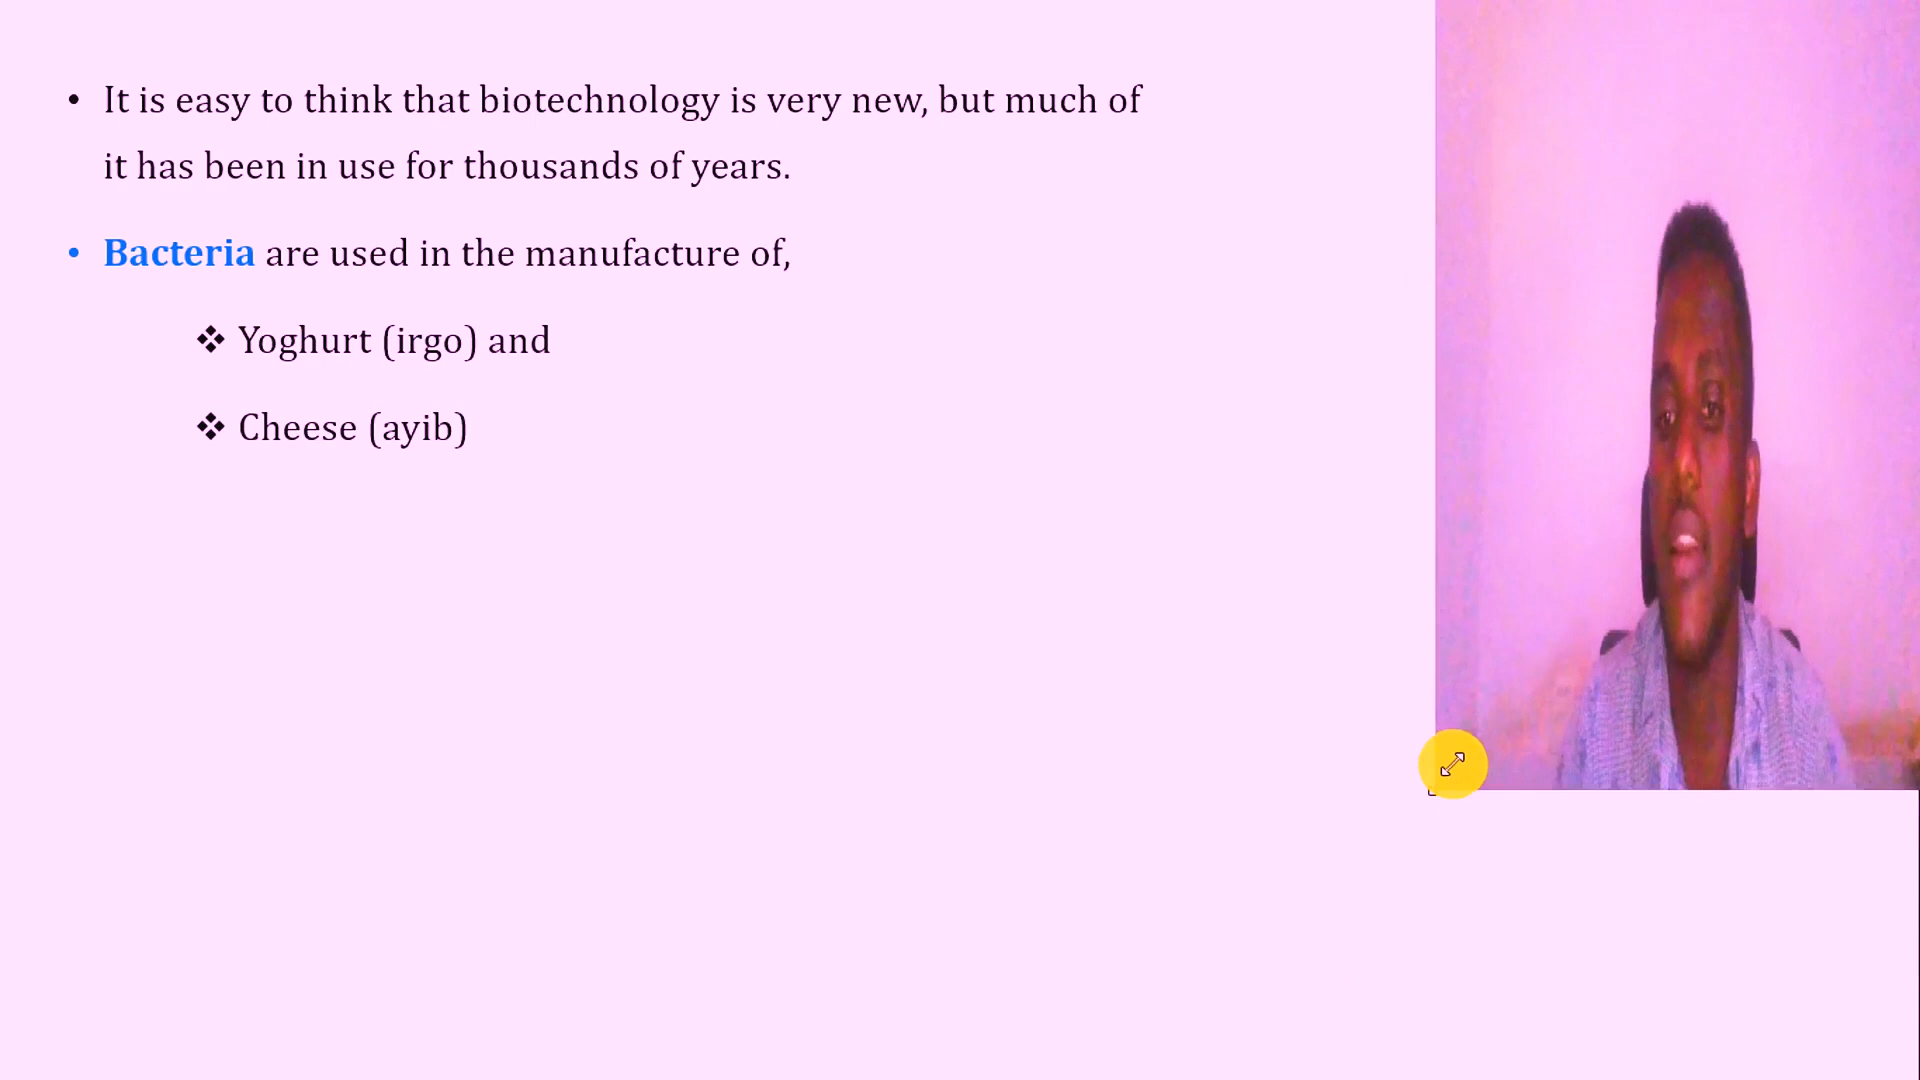 • It is easy to think that biotechnology is very new, but much of
it has been in use for thousands of years.
• Bacteria are used in the manufacture of,
❖ Yoghurt (irgo) and
❖ Cheese (ayib)